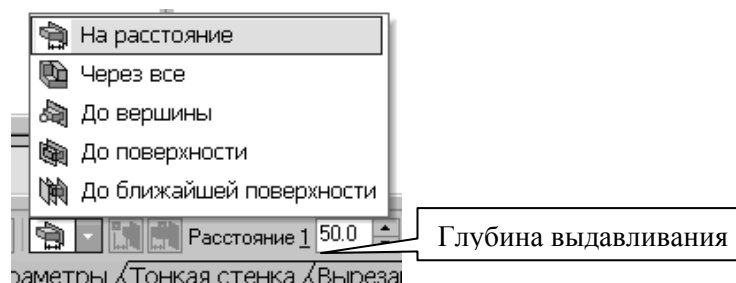 На расстояние
Через все
До вершины
До поверхности
До ближайшей поверхности
Расстояние 1 50.0
Глубина выдавливания
раметры Тонкая стенка Выреза